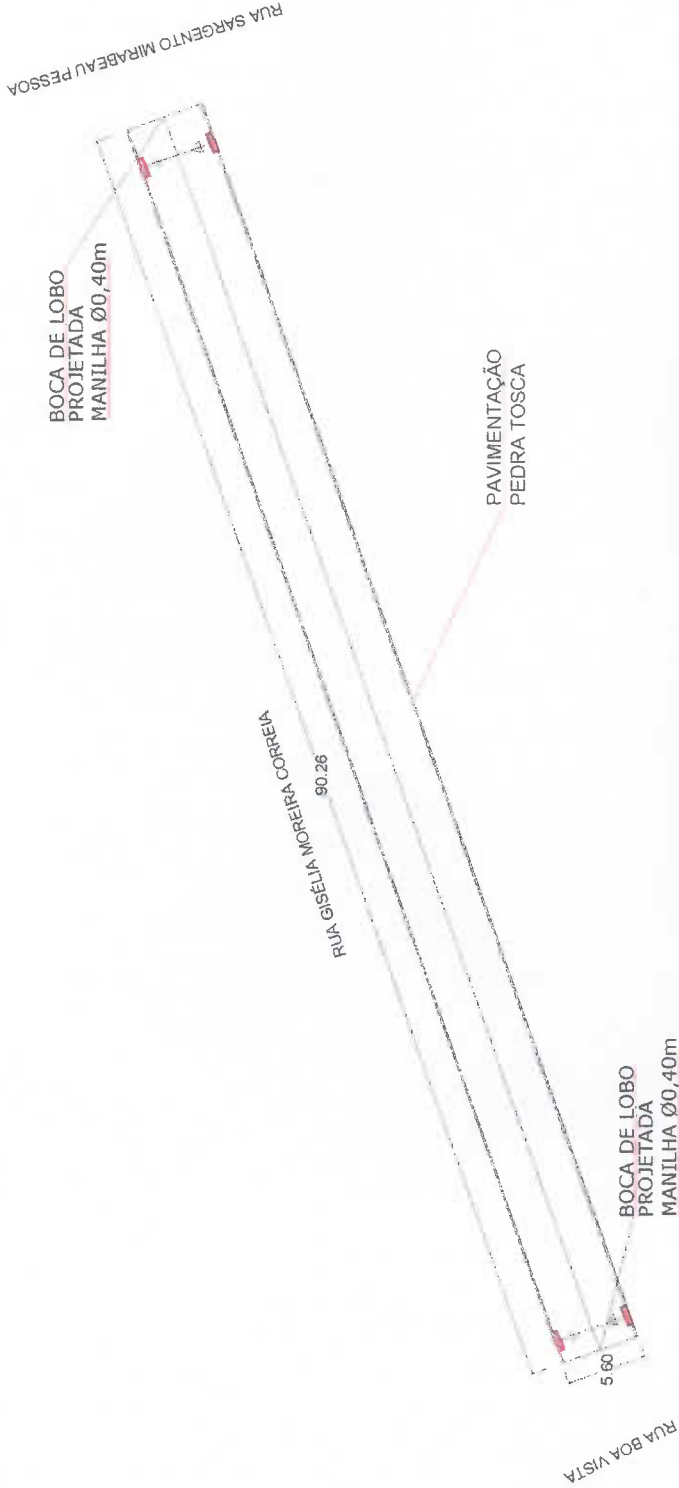 RUA SARGENTO MIRABEAU PESSOA
BOCA DE LOBO
PROJETADA
MANILHA Ø0,40m
PAVIMENTAÇÃO
PEDRA TOSCA
RUA GISÉLIA MOREIRA CORREIA
90.26
BOCA DE LOBO
PROJETADA
MANILHA Ø0,40m
5.60
RUA BOA VISTA